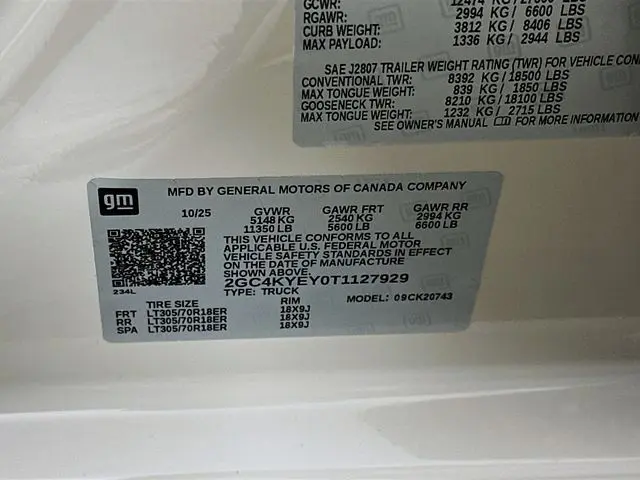 GCWR:
RGAWR: 2994 KG / 6600 LBS
CURB WEIGHT: 3812 KG / 8406 LBS
MAX PAYLOAD: 1336 KG / 2944 LBS
SAE J2807 TRAILER WEIGHT RATING (TWR) FOR VEHICLE
CONVENTIONAL TWR: 8392 KG / 18500 LBS
MAX TONGUE WEIGHT: 839 KG / 1850 LBS
GOOSENECK TWR: 8210 KG / 18100 LBS
MAX TONGUE WEIGHT: 1232 KG / 2715 LBS
SEE OWNER'S MANUAL FOR MORE INFORMATION
gm
MFD BY GENERAL MOTORS OF CANADA COMPANY
10/25 GVWR GAWR FRT GAWR RR
5148 KG 2540 KG 2994 KG
11350 LB 5600 LB 6600 LB
THIS VEHICLE CONFORMS TO ALL
APPLICABLE U.S. FEDERAL MOTOR
VEHICLE SAFETY STANDARDS IN EFFECT
ON THE DATE OF MANUFACTURE
SHOWN ABOVE.
2GC4KYEY0T1127929
234L TYPE: TRUCK
TIRE SIZE RIM MODEL: 09CK20743
FRT LT305/70R18ER 18X9J
RR LT305/70R18ER 18X9J
SPA LT305/70R18ER 18X9J